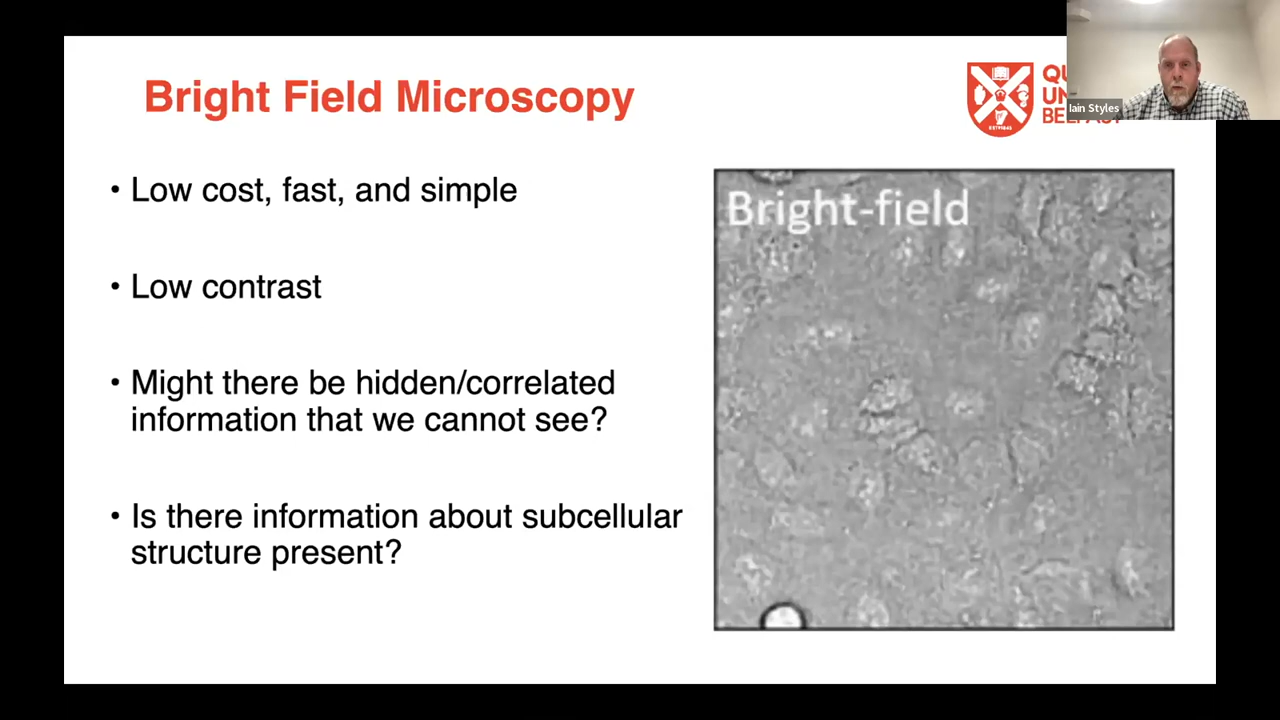 Bright Field Microscopy
Iain Styles
• Low cost, fast, and simple
• Low contrast
• Might there be hidden/correlated
information that we cannot see?
• Is there information about subcellular
structure present?
Bright-field